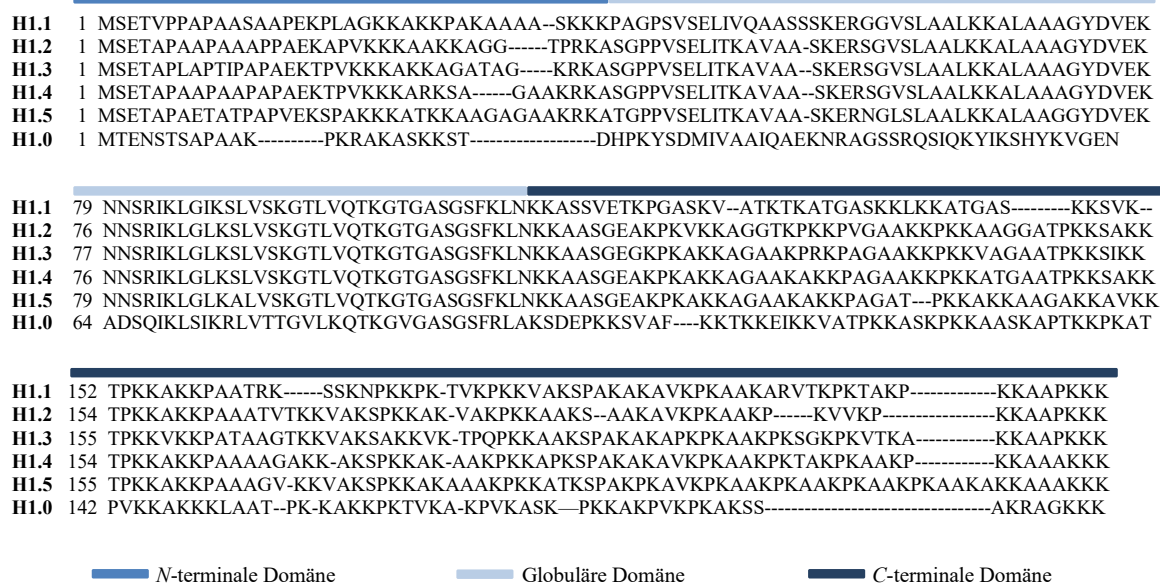 H1.1 1 MSETVPPAPAASAAPEKPLAGKKAKKPAKAAAA--SKKKPAGPSVSELIVQAASSSKERGGVSLAALKKALAAAGYDVEK
H1.2 1 MSETAPAAPAAAPPAEKAPVKKKAAKKAGG------TPRKASGPPVSELITKAVAA-SKERSGVSLAALKKALAAAGYDVEK
H1.3 1 MSETAPLAPTIPAPAEKTPVKKKAKKAGATAG-----KRKASGPPVSELITKAVAA--SKERSGVSLAALKKALAAAGYDVEK
H1.4 1 MSETAPAAPAAPAPAEKTPVKKKARKSA------GAAKRKASGPPVSELITKAVAA--SKERSGVSLAALKKALAAAGYDVEK
H1.5 1 MSETAPAETATPAPVEKSPAKKKATKKAAGAGAAKRKATGPPVSELITKAVAA-SKERNGLSLAALKKALAAGGYDVEK
H1.0 1 MTENSTSAPAAK----------PKRAKASKKST------------------DHPKYSDMIVAAIQAEKNRAGSSRQSIQKYIKSHYKVGEN
H1.1 79 NNSRIKLGIKSLVSKGTLVQTKGTGASGSFKLNKKASSVETKPGASKV--ATKTKATGASKKLKKATGAS---------KKSVK--
H1.2 76 NNSRIKLGLKSLVSKGTLVQTKGTGASGSFKLNKKAASGEAKPKVKKAGGTKPKKPVGAAKKPKKAAGGATPKKSAKK
H1.3 77 NNSRIKLGLKSLVSKGTLVQTKGTGASGSFKLNKKAASGEGKPKAKKAGAAKPRKPAGAAKKPKKVAGAATPKKSIKK
H1.4 76 NNSRIKLGLKSLVSKGTLVQTKGTGASGSFKLNKKAASGEAKPKAKKAGAAKAKKPAGAAKKPKKATGAATPKKSAKK
H1.5 79 NNSRIKLGLKALVSKGTLVQTKGTGASGSFKLNKKAASGEAKPKAKKAGAAKAKKPAGAT---PKKAKKAAGAKKAVKK
H1.0 64 ADSQIKLSIKRLVTTGVLKQTKGVGASGSFRLAKSDEPKKSVAF----KKTKKEIKKVATPKKASKPKKAASKAPTKKPKAT
H1.1 152 TPKKAKKPAATRK------SSKNPKKPK-TVKPKKVAKSPAKAKAVKPKAAKARVTKPKTAKP-------------KKAAPKKK
H1.2 154 TPKKAKKPAAATVTKKVAKSPKKAK-VAKPKKAAKS--AAKAVKPKAAKP------KVVKP-----------------KKAAPKKK
H1.3 155 TPKKVKKPATAAGTKKVAKSAKKVK-TPQPKKAAKSPAKAKAPKPKAAKPKSGKPKVTKA------------KKAAPKKK
H1.4 154 TPKKAKKPAAAAGAKK-AKSPKKAK-AAKPKKAPKSPAKAKAVKPKAAKPKTAKPKAAKP-----------KKAAAKKK
H1.5 155 TPKKAKKPAAAGV-KKVAKSPKKAKAAAKPKKATKSPAKPKAVKPKAAKPKAAKPKAAKPKAAKAKKAAAKKK
H1.0 142 PVKKAKKKLAAT--PK-KAKKPKTVKA-KPVKASK—PKKAKPVKPKAKSS---------------------------------AKRAGKKK
N-terminale Domäne Globuläre Domäne C-terminale Domäne